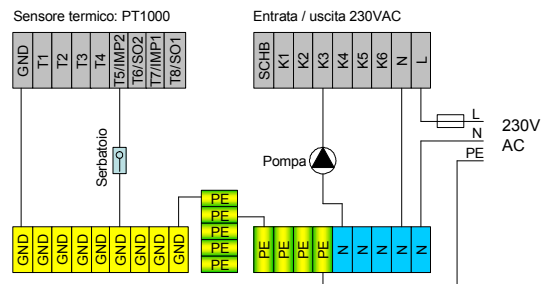 Sensore termico: PT1000
Entrata / uscita 230VAC
GND T1 T2 T3 T4 T5/IMP2 T6/SO2 T7/IMP1 T8/SO1
SCHB K1 K2 K3 K4 K5 K6 N L
L
N
PE
230V
AC
Serbatoio
Pompa
PE
PE
PE
PE
PE
GND GND GND GND GND GND GND GND GND
PE PE PE PE N N N N N